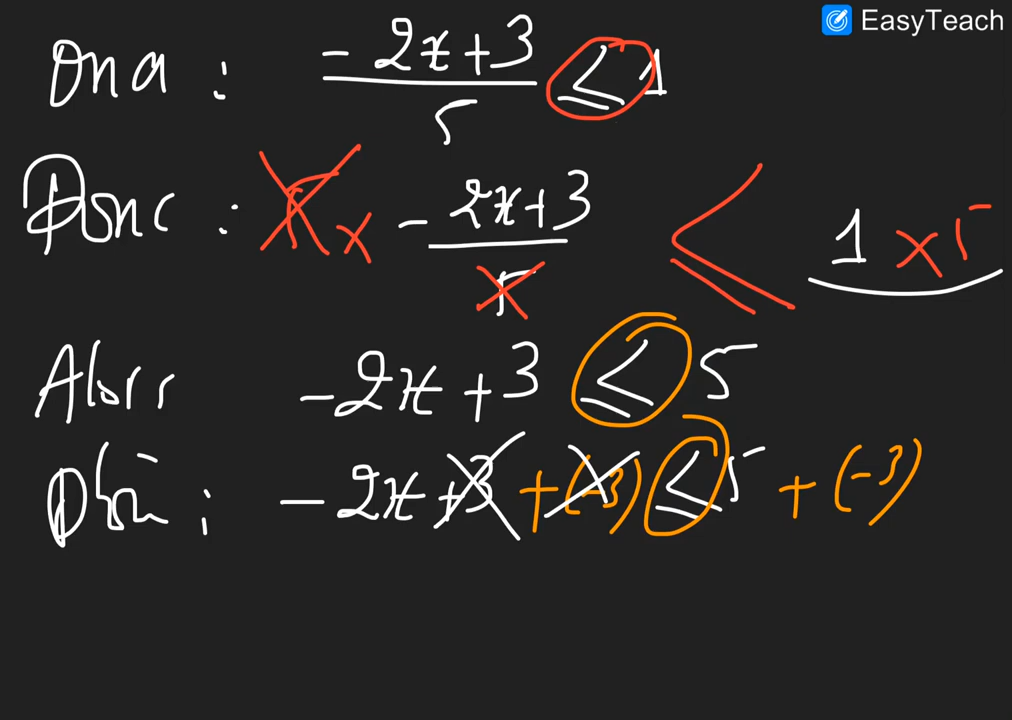 EasyTeach
On a : (-2x+3)/5 ≤ 1
Donc : 5 × (-2x+3)/5 ≤ 1 × 5
Alors -2x + 3 ≤ 5
: -2x + 3 + (-3) ≤ 5 + (-3)